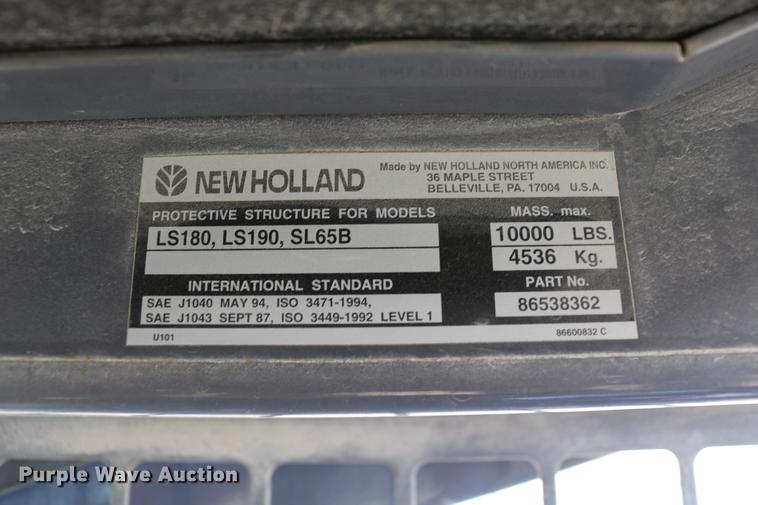 NEW HOLLAND
Made by NEW HOLLAND NORTH AMERICA INC.
36 MAPLE STREET
BELLEVILLE, PA. 17004 U.S.A.
PROTECTIVE STRUCTURE FOR MODELS
LS180, LS190, SL65B
MASS. max.
10000 LBS.
4536 Kg.
INTERNATIONAL STANDARD
SAE J1040 MAY 94, ISO 3471-1994,
SAE J1043 SEPT 87, ISO 3449-1992 LEVEL 1
PART No.
86538362
U101
86600832 C
Purple Wave Auction